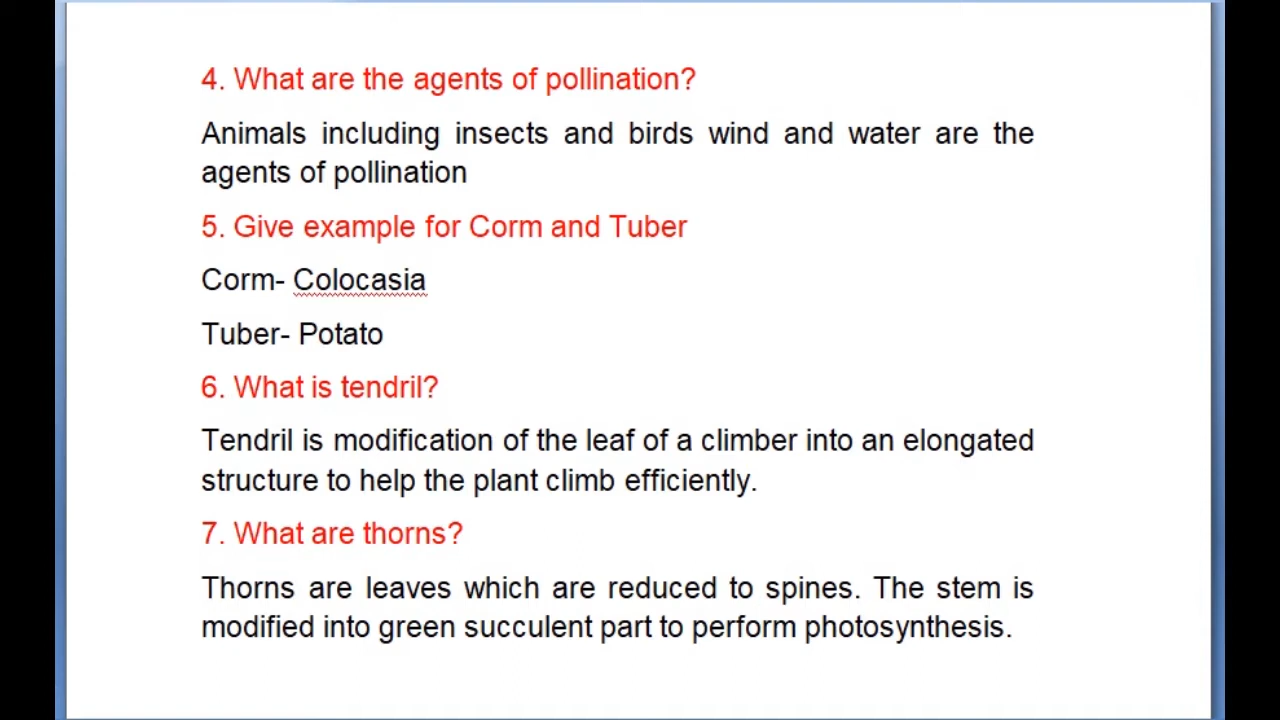 4. What are the agents of pollination?
Animals including insects and birds wind and water are the
agents of pollination
5. Give example for Corm and Tuber
Corm- Colocasia
Tuber- Potato
6. What is tendril?
Tendril is modification of the leaf of a climber into an elongated
structure to help the plant climb efficiently.
7. What are thorns?
Thorns are leaves which are reduced to spines. The stem is
modified into green succulent part to perform photosynthesis.